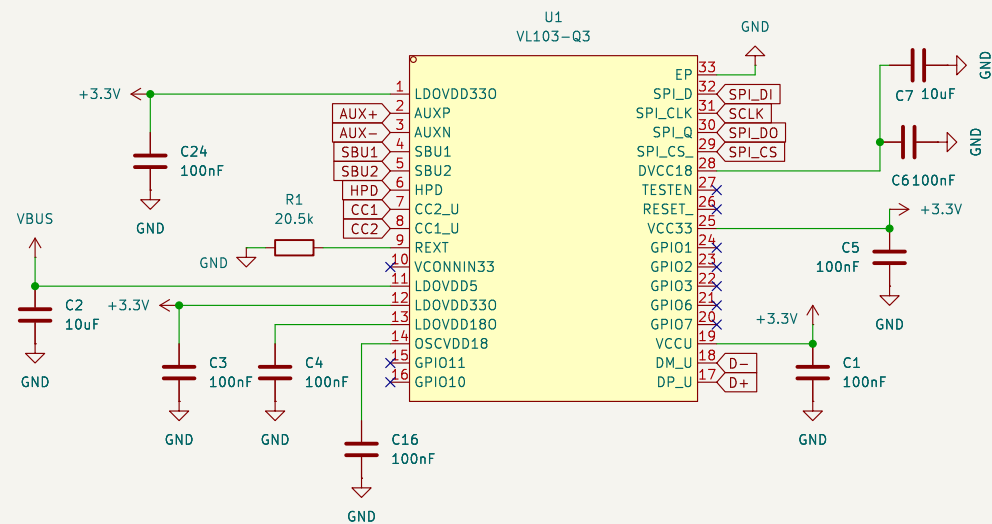 U1
VL103-Q3
GND
+3.3V
C24
100nF
GND
VBUS
R1
20.5k
GND
C2
10uF
GND
+3.3V
C3
100nF
GND
C4
100nF
GND
C16
100nF
GND
AUX+
AUX-
SBU1
SBU2
HPD
CC1
CC2
1 LDOVDD33O
2 AUXP
3 AUXN
4 SBU1
5 SBU2
6 HPD
7 CC2_U
8 CC1_U
9 REXT
10 VCONNIN33
11 LDOVDD5
12 LDOVDD33O
13 LDOVDD18O
14 OSCVDD18
15 GPIO11
16 GPIO10
EP 33
SPI_D 32
SPI_CLK 31
SPI_Q 30
SPI_CS_ 29
DVCC18 28
TESTEN 27
RESET_ 26
VCC33 25
GPIO1 24
GPIO2 23
GPIO3 22
GPIO6 21
GPIO7 20
VCCU 19
DM_U 18
DP_U 17
SPI_DI
SCLK
SPI_DO
SPI_CS
D-
D+
C7 10uF
GND
C6 100nF
GND
+3.3V
C5
100nF
GND
+3.3V
C1
100nF
GND